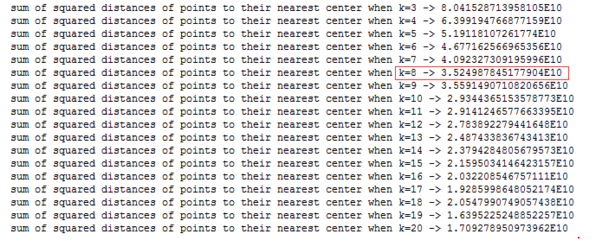 sum of squared distances of points to their nearest center when k=3 -> 8.041528713958105E10
sum of squared distances of points to their nearest center when k=4 -> 6.399194766877159E10
sum of squared distances of points to their nearest center when k=5 -> 5.19118107261774E10
sum of squared distances of points to their nearest center when k=6 -> 4.677162566965356E10
sum of squared distances of points to their nearest center when k=7 -> 4.092327309195996E10
sum of squared distances of points to their nearest center when k=8 -> 3.524987845177904E10
sum of squared distances of points to their nearest center when k=9 -> 3.5591490710820656E10
sum of squared distances of points to their nearest center when k=10 -> 2.9344365153578773E10
sum of squared distances of points to their nearest center when k=11 -> 2.9141246577663395E10
sum of squared distances of points to their nearest center when k=12 -> 2.78389227941648E10
sum of squared distances of points to their nearest center when k=13 -> 2.487433836743413E10
sum of squared distances of points to their nearest center when k=14 -> 2.3794284805679573E10
sum of squared distances of points to their nearest center when k=15 -> 2.1595034146423157E10
sum of squared distances of points to their nearest center when k=16 -> 2.032208546757111E10
sum of squared distances of points to their nearest center when k=17 -> 1.9285998648052174E10
sum of squared distances of points to their nearest center when k=18 -> 2.0547990749057438E10
sum of squared distances of points to their nearest center when k=19 -> 1.6395225248852257E10
sum of squared distances of points to their nearest center when k=20 -> 1.709278950973962E10